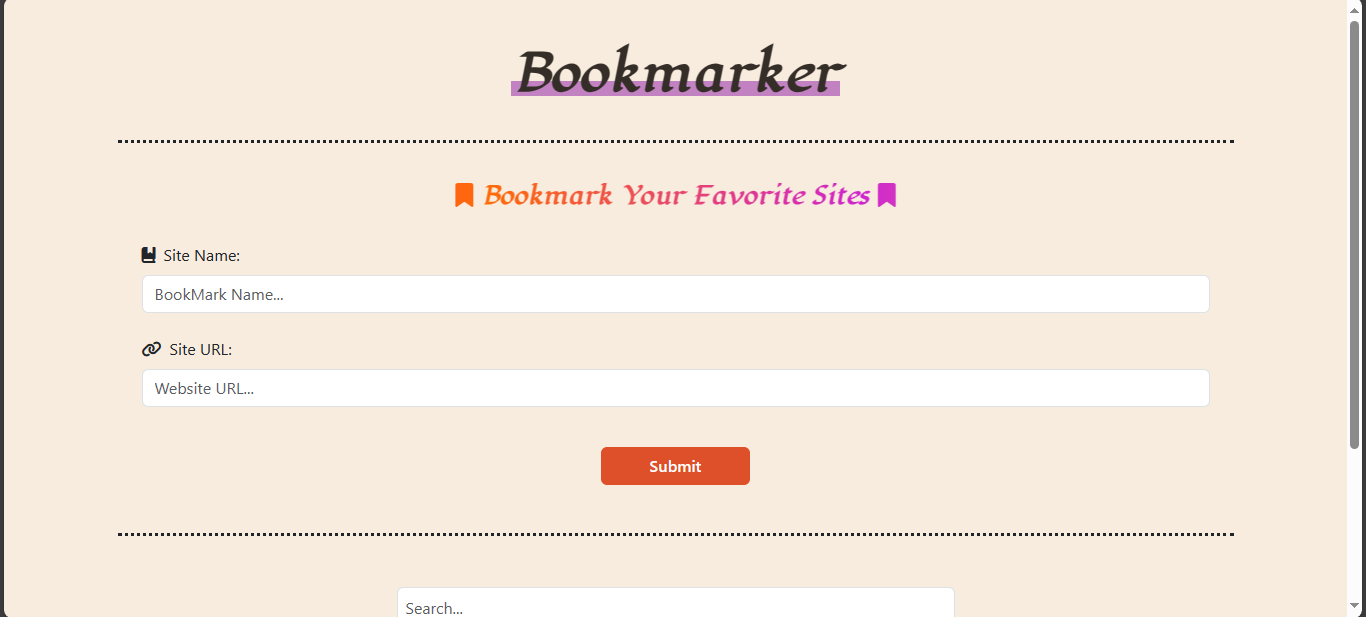 Bookmarker
Bookmark Your Favorite Sites
Site Name:
BookMark Name...
Site URL:
Website URL...
Submit
Search...